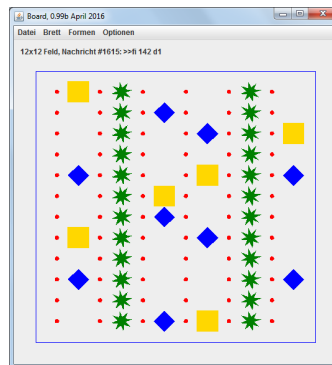 Board, 0.99b April 2016
Datei Brett Formen Optionen
12x12 Feld, Nachricht #1615: >>fi 142 d1